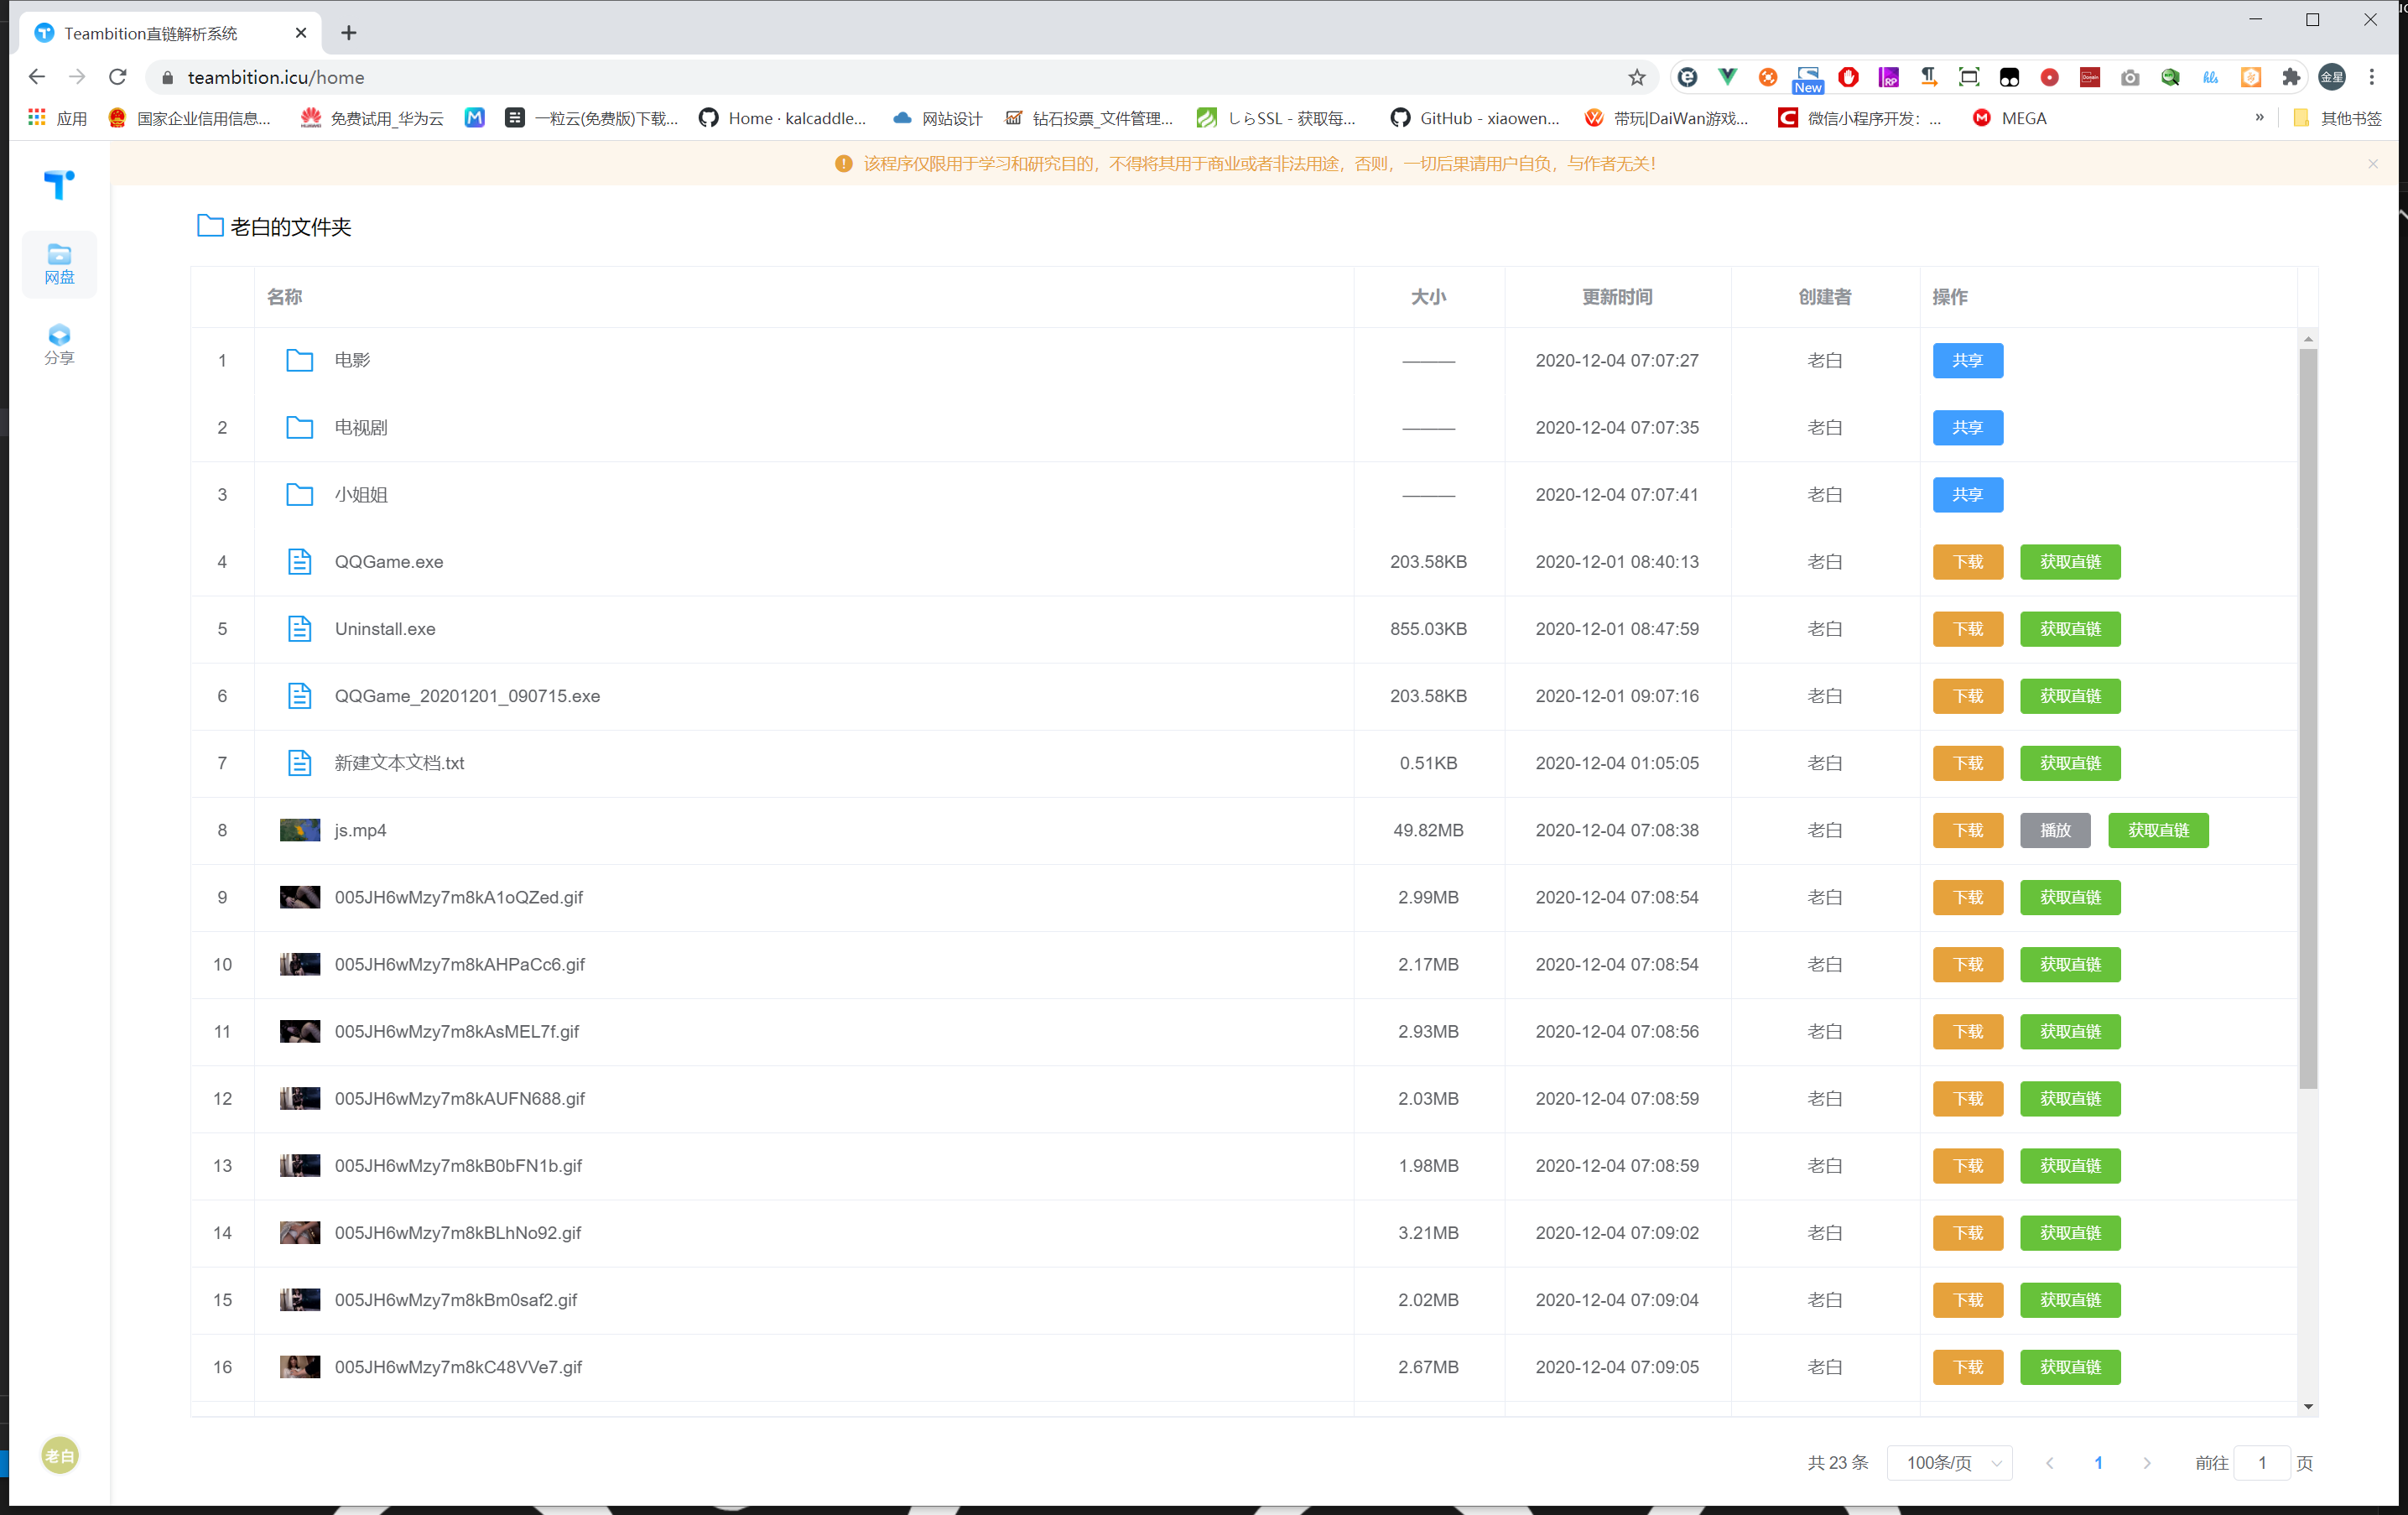 Teambition直链解析系统
teambition.icu/home
New
金星
应用
国家企业信用信息...
免费试用_华为云
一粒云(免费版)下载...
Home · kalcaddle...
网站设计
钻石投票_文件管理...
しらSSL - 获取每...
GitHub - xiaowen...
带玩|DaiWan游戏...
微信小程序开发：...
MEGA
»
其他书签
该程序仅限用于学习和研究目的，不得将其用于商业或者非法用途，否则，一切后果请用户自负，与作者无关！
网盘
分享
老白的文件夹
名称 大小 更新时间 创建者 操作
1 电影 ——— 2020-12-04 07:07:27 老白 共享
2 电视剧 ——— 2020-12-04 07:07:35 老白 共享
3 小姐姐 ——— 2020-12-04 07:07:41 老白 共享
4 QQGame.exe 203.58KB 2020-12-01 08:40:13 老白 下载 获取直链
5 Uninstall.exe 855.03KB 2020-12-01 08:47:59 老白 下载 获取直链
6 QQGame_20201201_090715.exe 203.58KB 2020-12-01 09:07:16 老白 下载 获取直链
7 新建文本文档.txt 0.51KB 2020-12-04 01:05:05 老白 下载 获取直链
8 js.mp4 49.82MB 2020-12-04 07:08:38 老白 下载 播放 获取直链
9 005JH6wMzy7m8kA1oQZed.gif 2.99MB 2020-12-04 07:08:54 老白 下载 获取直链
10 005JH6wMzy7m8kAHPaCc6.gif 2.17MB 2020-12-04 07:08:54 老白 下载 获取直链
11 005JH6wMzy7m8kAsMEL7f.gif 2.93MB 2020-12-04 07:08:56 老白 下载 获取直链
12 005JH6wMzy7m8kAUFN688.gif 2.03MB 2020-12-04 07:08:59 老白 下载 获取直链
13 005JH6wMzy7m8kB0bFN1b.gif 1.98MB 2020-12-04 07:08:59 老白 下载 获取直链
14 005JH6wMzy7m8kBLhNo92.gif 3.21MB 2020-12-04 07:09:02 老白 下载 获取直链
15 005JH6wMzy7m8kBm0saf2.gif 2.02MB 2020-12-04 07:09:04 老白 下载 获取直链
16 005JH6wMzy7m8kC48VVe7.gif 2.67MB 2020-12-04 07:09:05 老白 下载 获取直链
老白
共 23 条 100条/页 1 前往 1 页